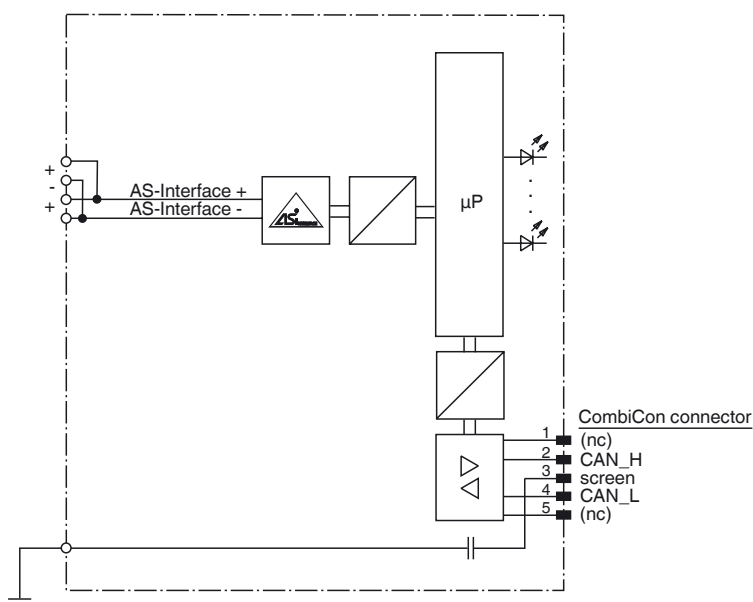 +
-
+
AS-Interface +
AS-Interface -
µP
CombiCon connector
1 (nc)
2 CAN_H
3 screen
4 CAN_L
5 (nc)